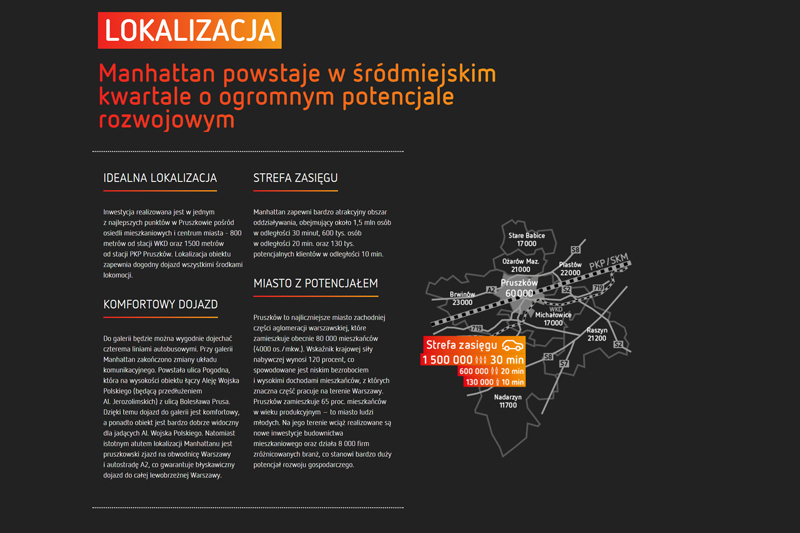 LOKALIZACJA
Manhattan powstaje w śródmiejskim
kwartale o ogromnym potencjale
rozwojowym
IDEALNA LOKALIZACJA
Inwestycja realizowana jest w jednym
z najlepszych punktów w Pruszkowie pośród
osiedli mieszkaniowych i centrum miasta - 800
metrów od stacji WKD oraz 1500 metrów
od stacji PKP Pruszków. Lokalizacja obiektu
zapewnia dogodny dojazd wszystkimi środkami
lokomocji.
KOMFORTOWY DOJAZD
Do galerii będzie można wygodnie dojechać
czterema liniami autobusowymi. Przy galerii
Manhattan zakończono zmiany układu
komunikacyjnego. Powstała ulica Pogodna,
która na wysokości obiektu łączy Aleję Wojska
Polskiego (będącą przedłużeniem
Al. Jerozolimskich) z ulicą Bolesława Prusa.
Dzięki temu dojazd do galerii jest komfortowy,
a ponadto obiekt jest bardzo dobrze widoczny
dla jadących Al. Wojska Polskiego. Natomiast
istotnym atutem lokalizacji Manhattanu jest
pruszkowski zjazd na obwodnicę Warszawy
i autostradę A2, co gwarantuje błyskawiczny
dojazd do całej lewobrzeżnej Warszawy.
STREFA ZASIĘGU
Manhattan zapewni bardzo atrakcyjny obszar
oddziaływania, obejmujący około 1,5 mln osób
w odległości 30 minut, 600 tys. osób
w odległości 20 min. oraz 130 tys.
potencjalnych klientów w odległości 10 min.
MIASTO Z POTENCJAŁEM
Pruszków to najliczniejsze miasto zachodniej
części aglomeracji warszawskiej, które
zamieszkuje obecnie 80 000 mieszkańców
(4000 os./mkw.). Wskaźnik krajowej siły
nabywczej wynosi 120 procent, co
spowodowane jest niskim bezrobociem
i wysokimi dochodami mieszkańców, z których
znaczna część pracuje na terenie Warszawy.
Pruszków zamieszkuje 65 proc. mieszkańców
w wieku produkcyjnym – to miasto ludzi
młodych. Na jego terenie wciąż realizowane są
nowe inwestycje budownictwa
mieszkaniowego oraz działa 8 000 firm
zróżnicowanych branż, co stanowi bardzo duży
potencjał rozwoju gospodarczego.
Stare Babice
17 000
S8
Ożarów Maz.
21000
Piastów
22000
PKP / SKM
Pruszków
60 000
A2
S2
719
Brwinów
23000
WKD
Michałowice
17000
719
Raszyn
21200
Strefa zasięgu
1 500 000 30 min
600 000 20 min
130 000 10 min
S8
S7
S2
Nadarzyn
11700